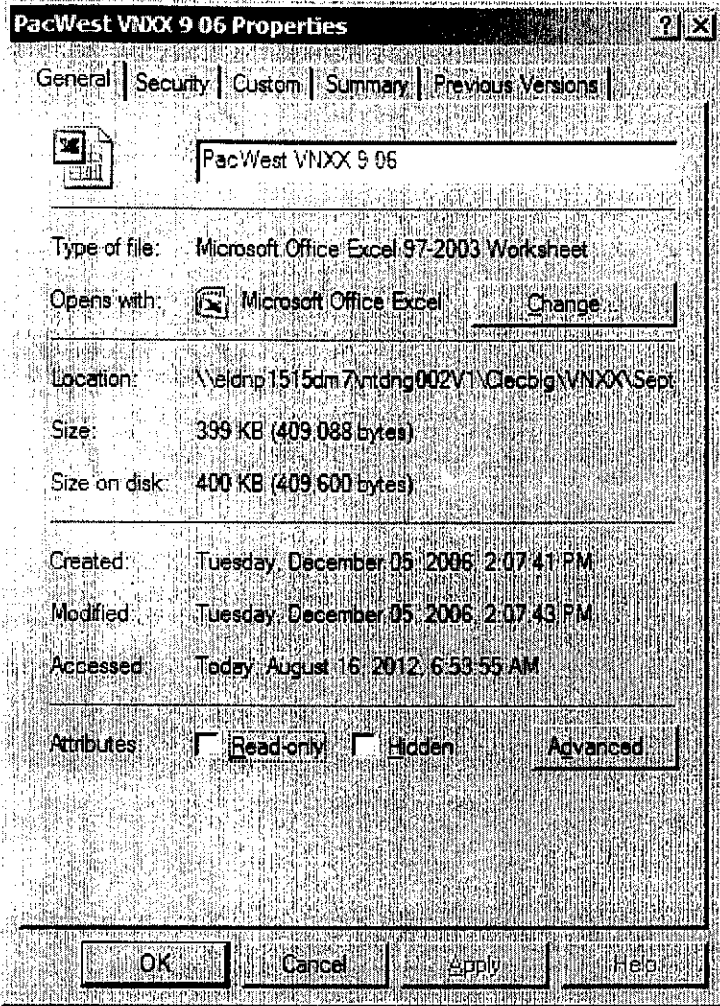 PacWest VNXX 9 06 Properties
General Security Custom Summary Previous Versions
PacWest VNXX 9 06
Type of file: Microsoft Office Excel 97-2003 Worksheet
Opens with: Microsoft Office Excel Change...
Location: \\eldnp1515dm7\ntdng002V1\Clecblg\VNXX\Sept
Size: 399 KB (409,088 bytes)
Size on disk: 400 KB (409,600 bytes)
Created: Tuesday, December 05, 2006, 2:07:41 PM
Modified: Tuesday, December 05, 2006, 2:07:43 PM
Accessed: Today, August 16, 2012, 6:53:55 AM
Attributes: Read-only Hidden Advanced...
OK Cancel Apply Help